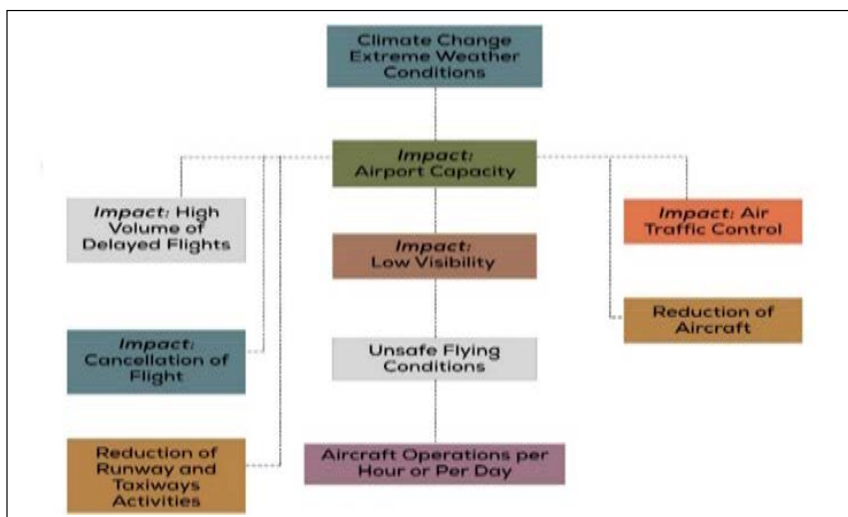 Climate Change
Extreme Weather
Conditions
Impact:
Airport Capacity
Impact: High
Volume of
Delayed Flights
Impact:
Low Visibility
Impact: Air
Traffic Control
Impact:
Cancellation of
Flight
Unsafe Flying
Conditions
Reduction of
Aircraft
Reduction of
Runway and
Taxiways
Activities
Aircraft Operations per
Hour or Per Day